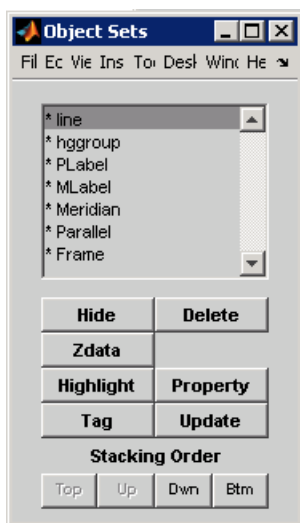 Object Sets
Fil Ec Vie Ins Too Desl Winc He
* line
* hggroup
* PLabel
* MLabel
* Meridian
* Parallel
* Frame
Hide Delete
Zdata
Highlight Property
Tag Update
Stacking Order
Top Up Dwn Btm